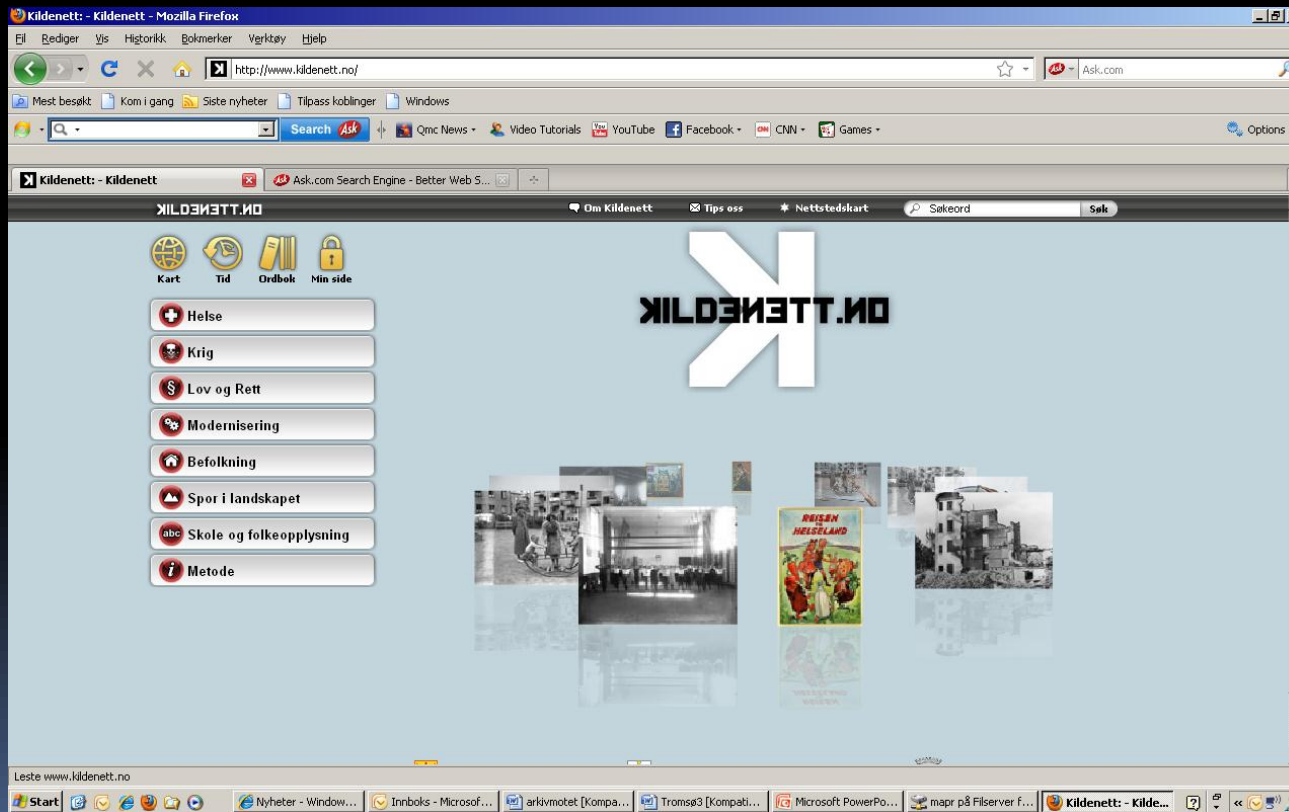 Kildenett: - Kildenett - Mozilla Firefox
Fil Rediger Vis Historikk Bokmerker Verktøy Hjelp
http://www.kildenett.no/ Ask Ask.com
Mest besøkt Kom i gang Siste nyheter Tilpass koblinger Windows
Search Ask Qmc News YouTube Video Tutorials Facebook CNN Games Options
Kildenett: - Kildenett Ask.com Search Engine - Better Web S...
KILDENETT.NO Om Kildenett Tips oss Nettstedskart Søkeord Søk
Kart Tid Ordbok Min side
KILDENETT.NO
Helse
Krig
§ Lov og Rett
Modernisering
Befolkning
Spor i landskapet
abc Skole og folkeopplysning
i Metode
REISEN
HELSELAND
Leste www.kildenett.no
Start Nyheter - Window... Innboks - Microsof... arkivmotet [Kompa... Tromsø3 [Kompati... Microsoft PowerPo... mapr på Filserver f... Kildenett: - Kilde...